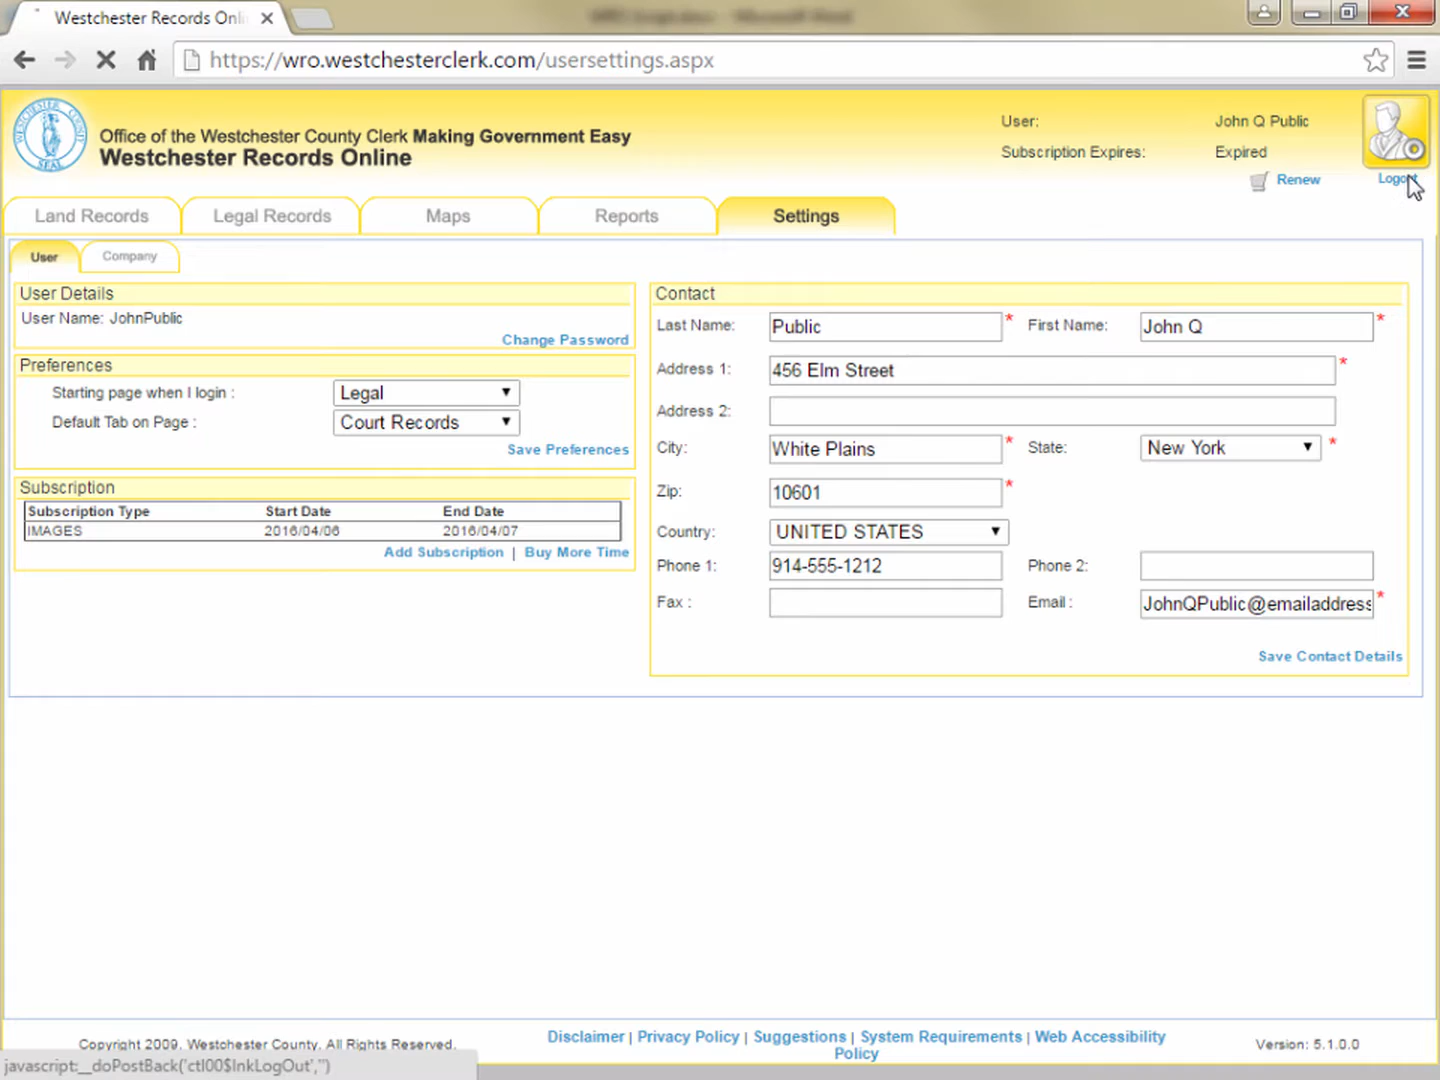 Westchester Records Onli
https://wro.westchesterclerk.com/usersettings.aspx
Office of the Westchester County Clerk Making Government Easy
Westchester Records Online
User: John Q Public
Subscription Expires: Expired
Renew
Logout
Land Records Legal Records Maps Reports Settings
User Company
User Details
User Name: JohnPublic
Change Password
Preferences
Starting page when I login : Legal
Default Tab on Page : Court Records
Save Preferences
Subscription
Subscription Type Start Date End Date
IMAGES 2016/04/06 2016/04/07
Add Subscription | Buy More Time
Contact
Last Name: Public * First Name: John Q *
Address 1: 456 Elm Street *
Address 2:
City: White Plains * State: New York *
Zip: 10601 *
Country: UNITED STATES
Phone 1: 914-555-1212 Phone 2:
Fax : Email : JohnQPublic@emailaddress *
Save Contact Details
Copyright 2009. Westchester County. All Rights Reserved.
Disclaimer | Privacy Policy | Suggestions | System Requirements | Web Accessibility
Policy
Version: 5.1.0.0
javascript:__doPostBack('ctl00$lnkLogOut','')